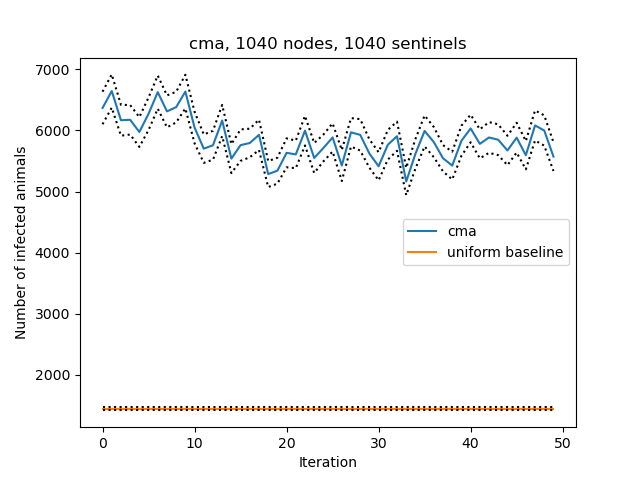 cma, 1040 nodes, 1040 sentinels
7000
6000
5000
4000
3000
2000
Number of infected animals
cma
uniform baseline
0
10
20
30
40
50
Iteration